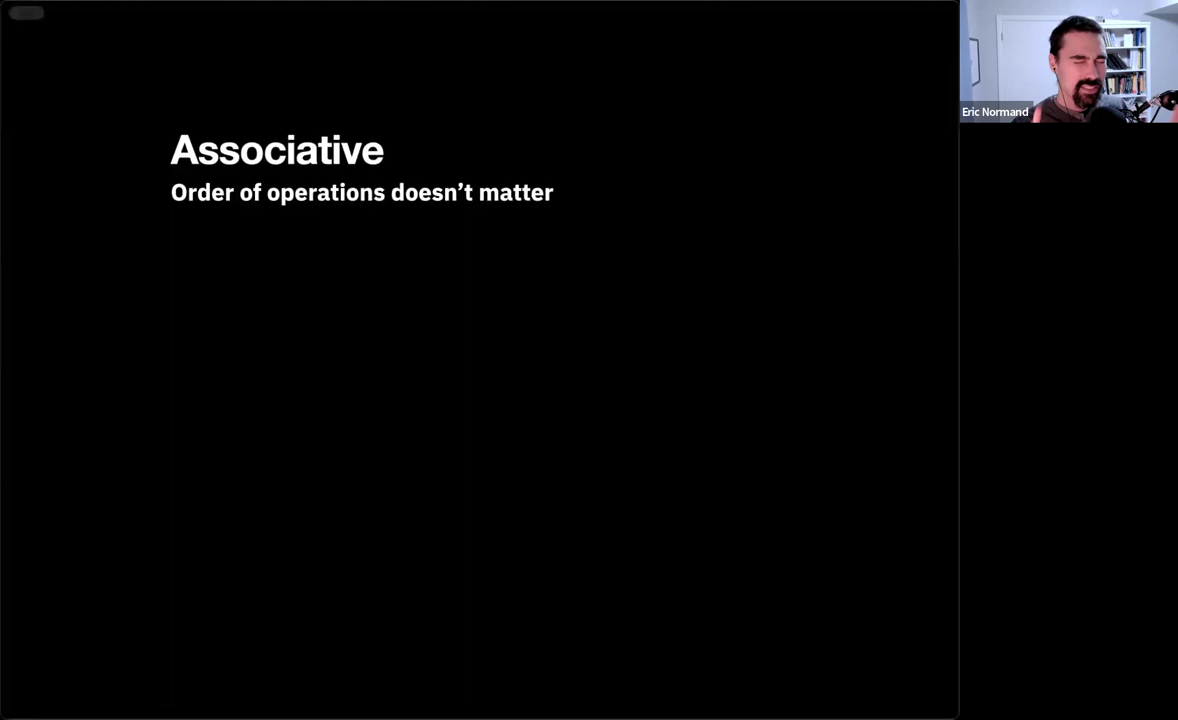 Associative
Order of operations doesn’t matter
Eric Normand